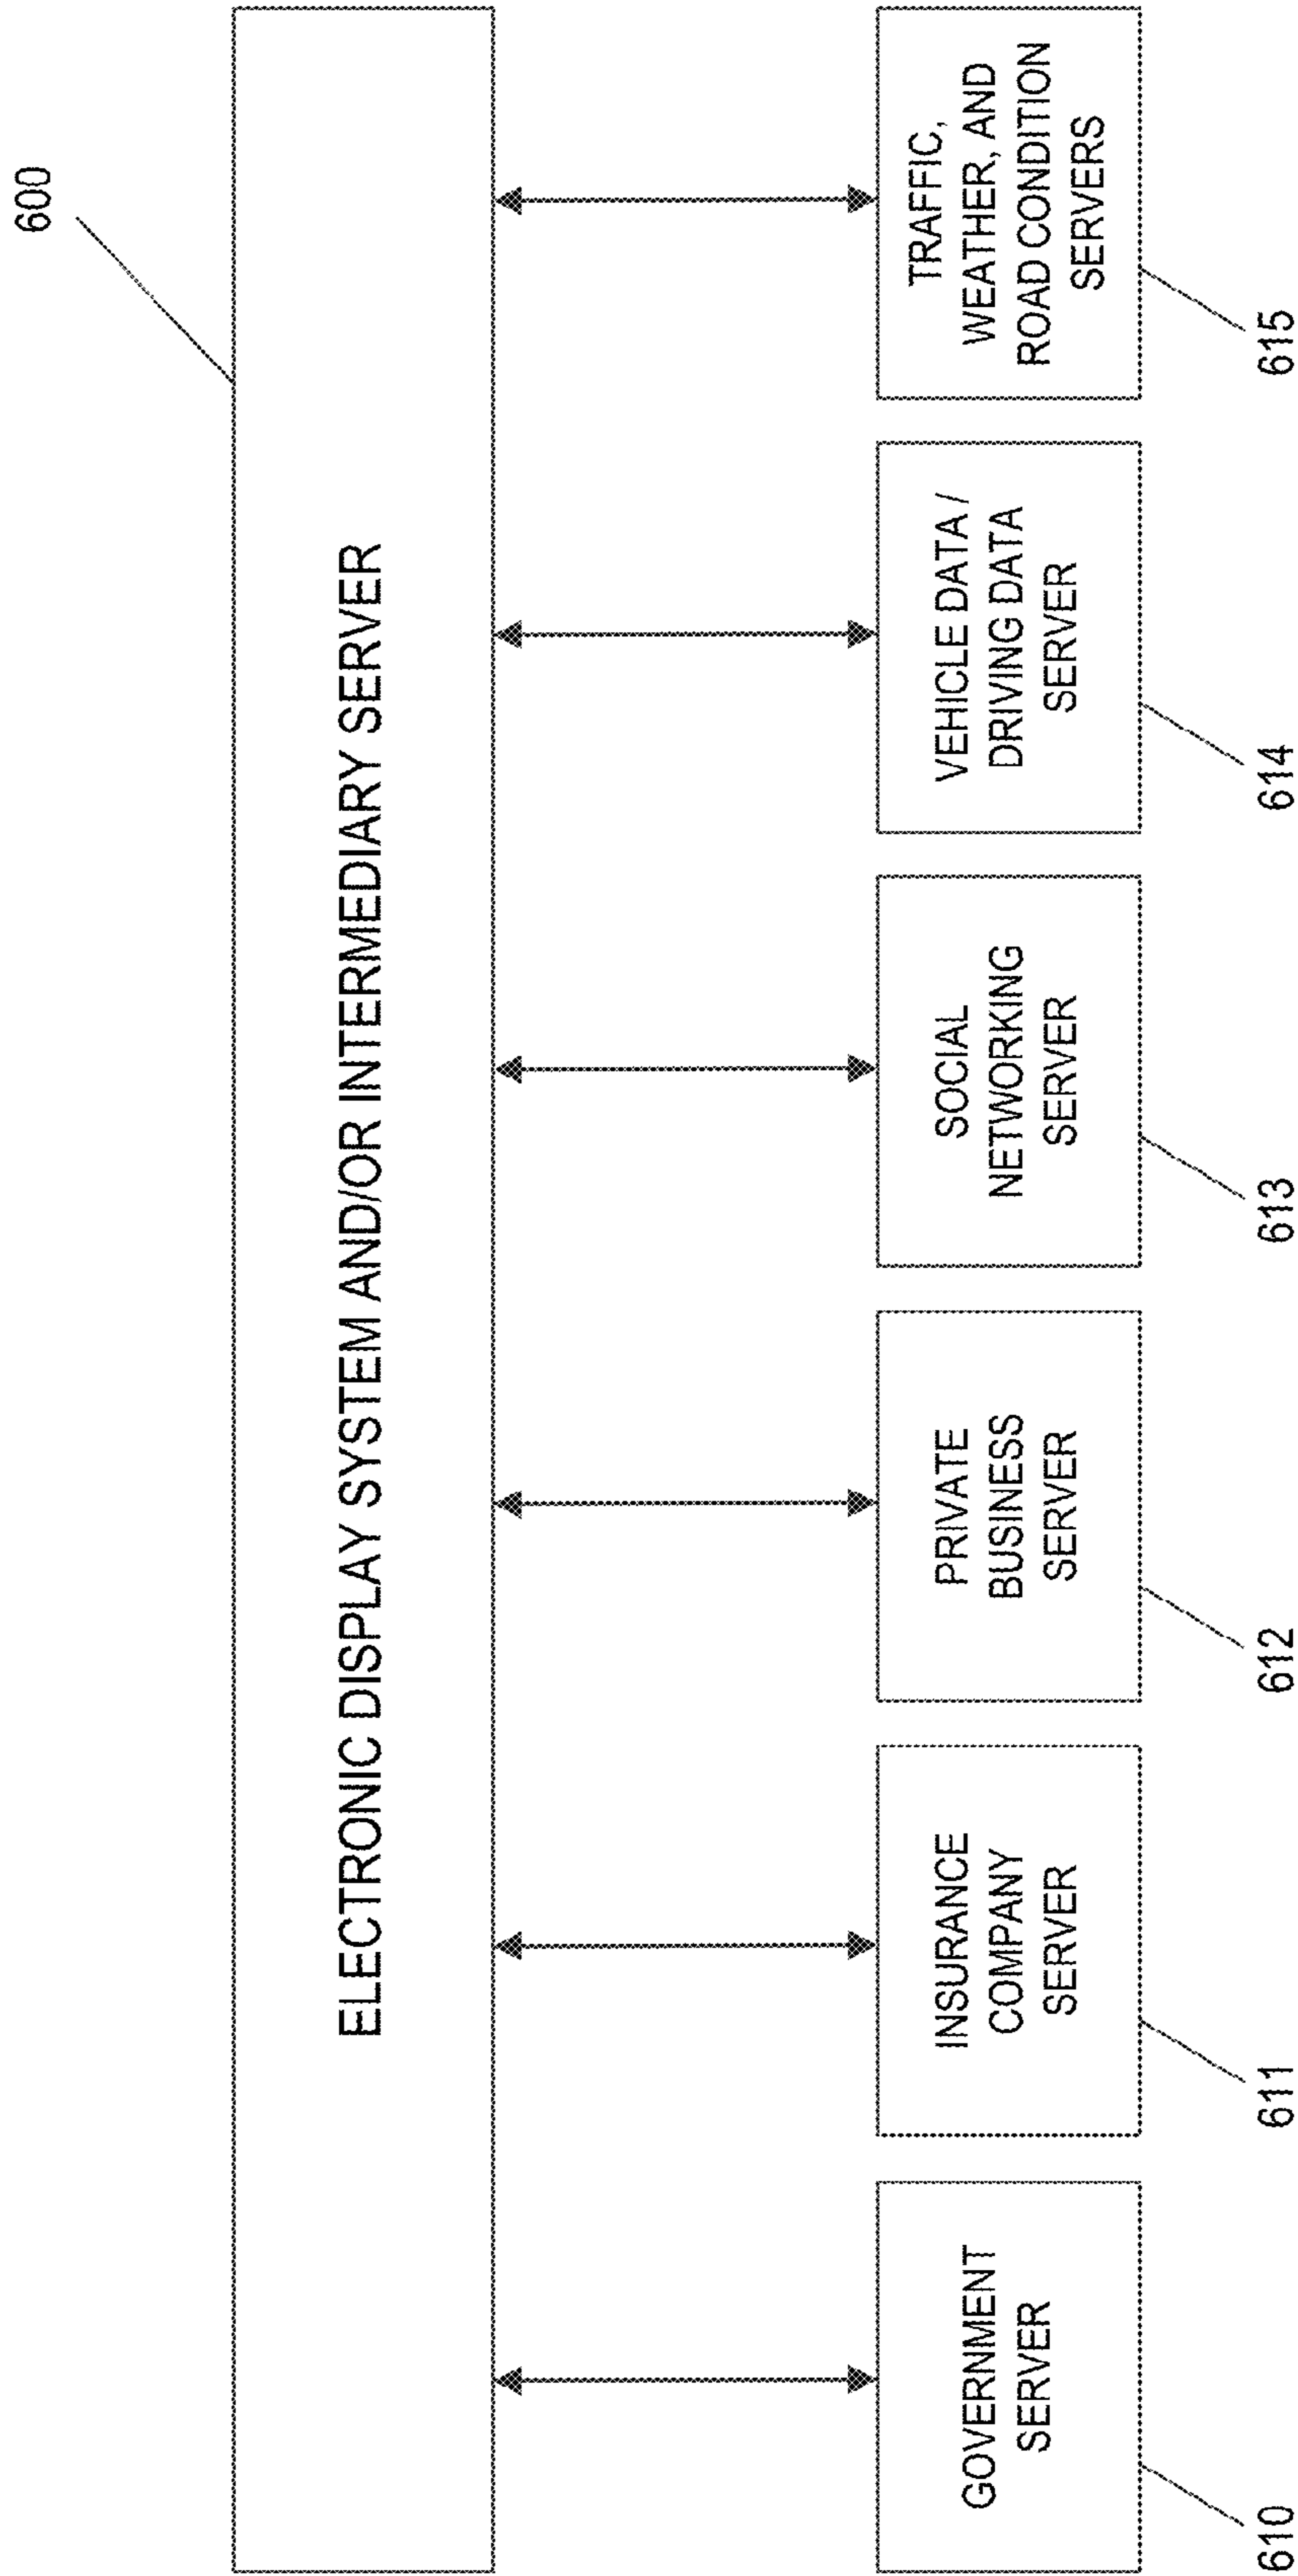 600
ELECTRONIC DISPLAY SYSTEM AND/OR INTERMEDIARY SERVER
GOVERNMENT
SERVER
INSURANCE
COMPANY
SERVER
PRIVATE
BUSINESS
SERVER
SOCIAL
NETWORKING
SERVER
VEHICLE DATA /
DRIVING DATA
SERVER
TRAFFIC,
WEATHER, AND
ROAD CONDITION
SERVERS
610
611
612
613
614
615